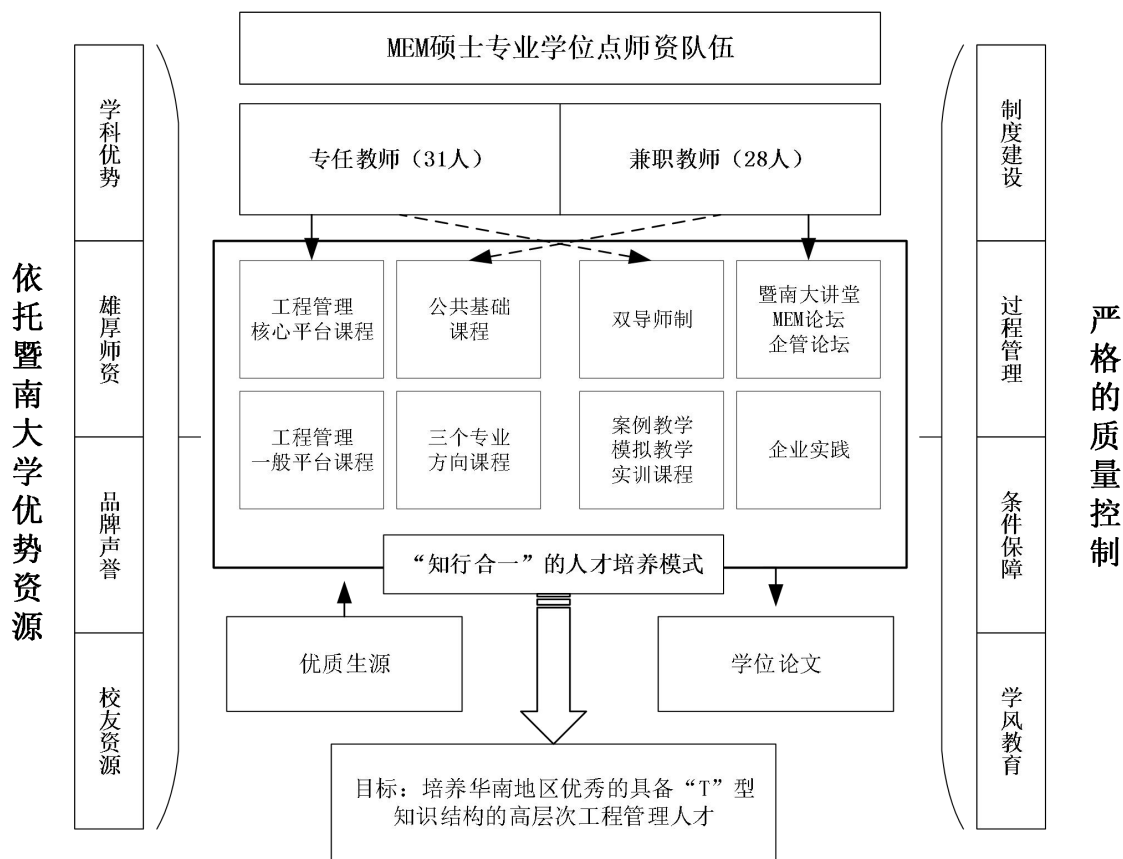 MEM硕士专业学位点师资队伍
专任教师（31人）
兼职教师（28人）
依托暨南大学优势资源
学科优势
雄厚师资
品牌声誉
校友资源
工程管理
核心平台课程
公共基础
课程
双导师制
暨南大讲堂
MEM论坛
企管论坛
工程管理
一般平台课程
三个专业
方向课程
案例教学
模拟教学
实训课程
企业实践
“知行合一”的人才培养模式
优质生源
学位论文
目标：培养华南地区优秀的具备“T”型
知识结构的高层次工程管理人才
制度建设
过程管理
条件保障
学风教育
严格的质量控制